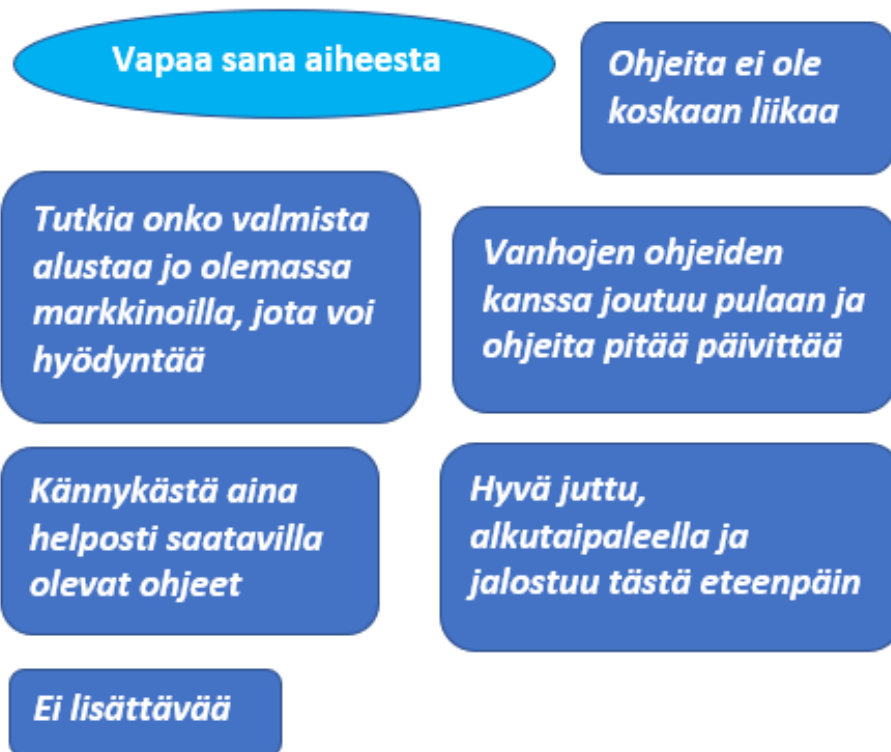 Vapaa sana aiheesta
Ohjeita ei ole
koskaan liikaa
Tutkia onko valmista
alustaa jo olemassa
markkinoilla, jota voi
hyödyntää
Vanhojen ohjeiden
kanssa joutuu pulaan ja
ohjeita pitää päivittää
Kännykästä aina
helposti saatavilla
olevat ohjeet
Hyvä juttu,
alkutaipaleella ja
jalostuu tästä eteenpäin
Ei lisättävää